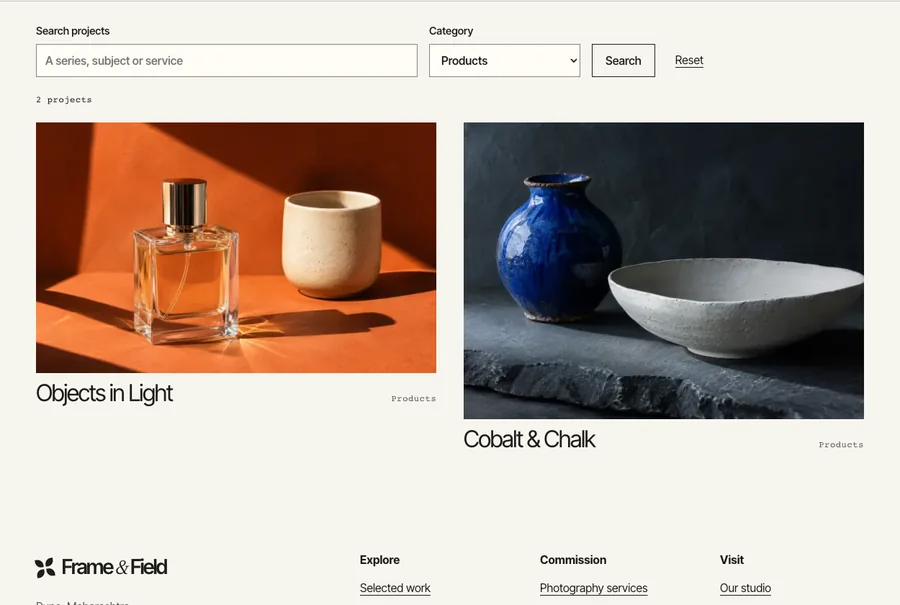 Search projects
Category
A series, subject or service
Products
Search
Reset
2 projects
Objects in Light
Products
Cobalt & Chalk
Products
Frame & Field
Explore
Commission
Visit
Selected work
Photography services
Our studio